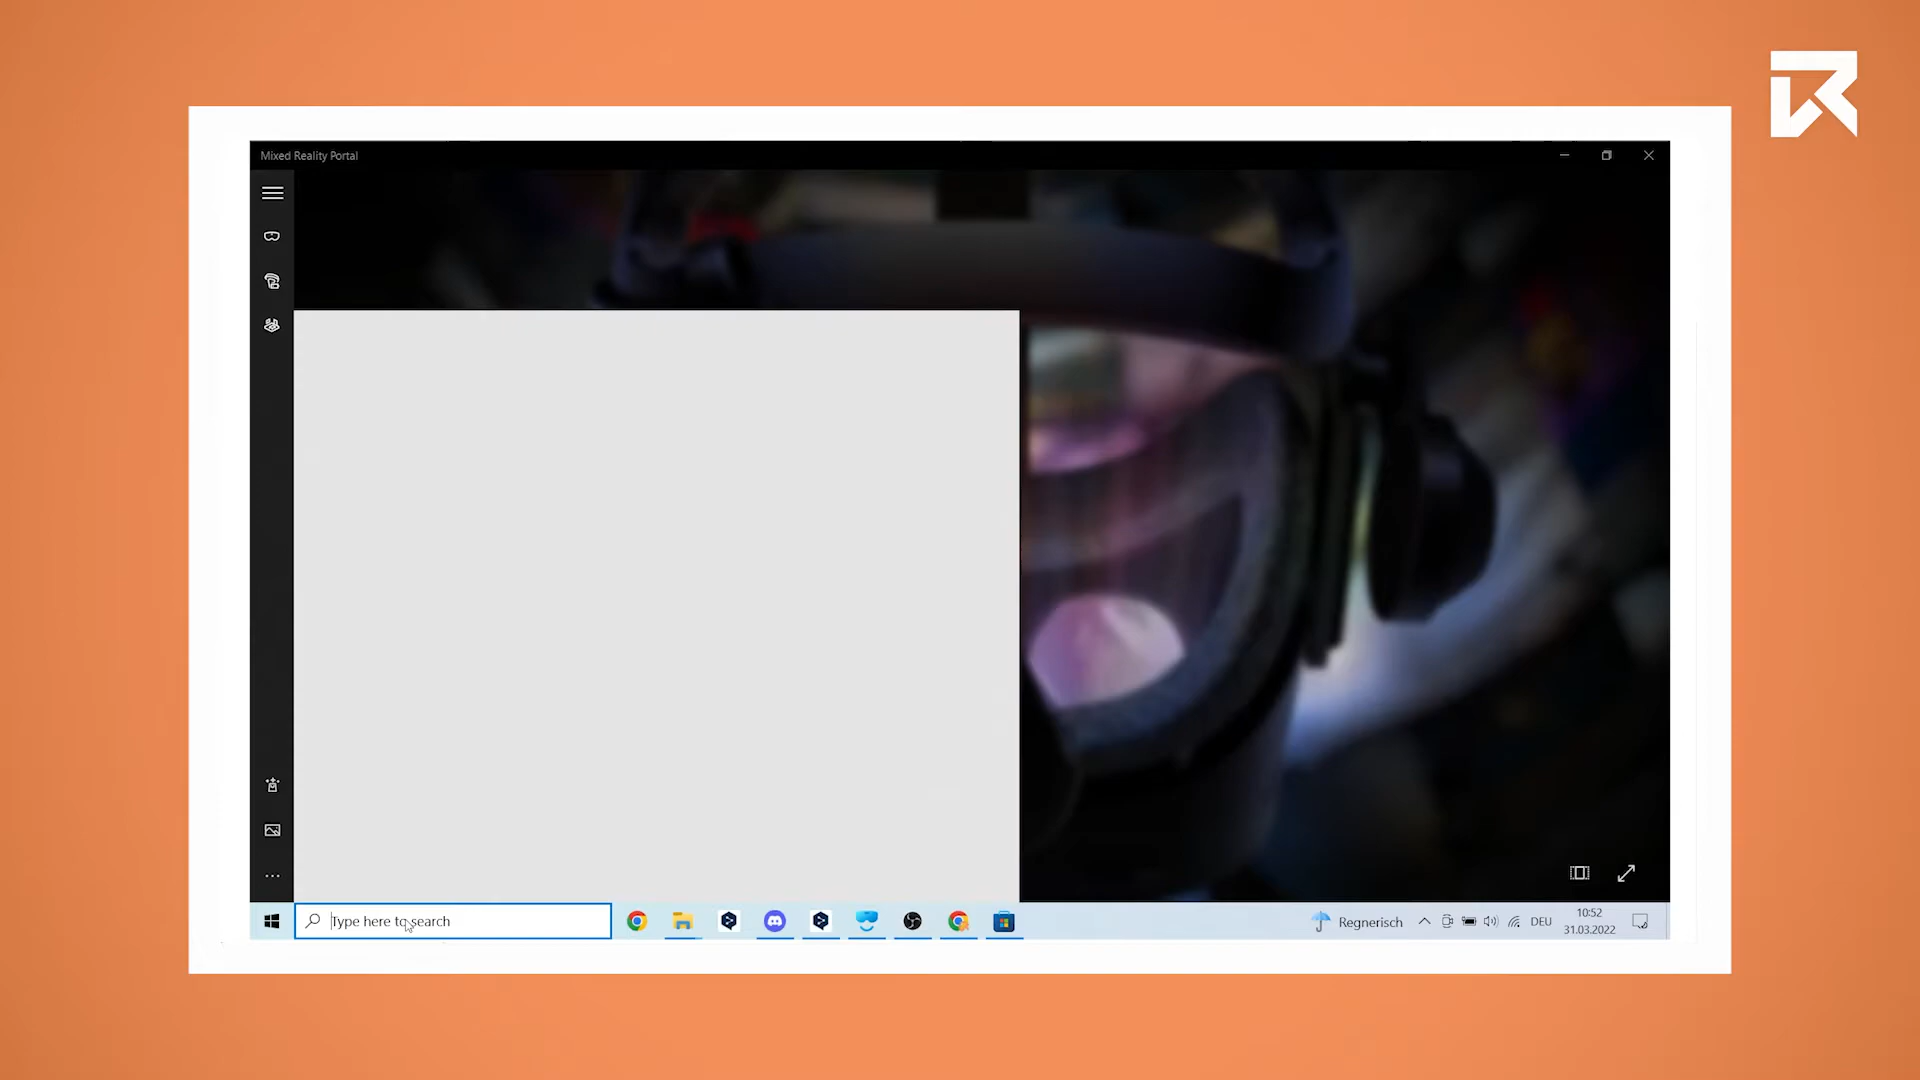 Mixed Reality Portal
Type here to search
Regnerisch
DEU
10:52
31.03.2022